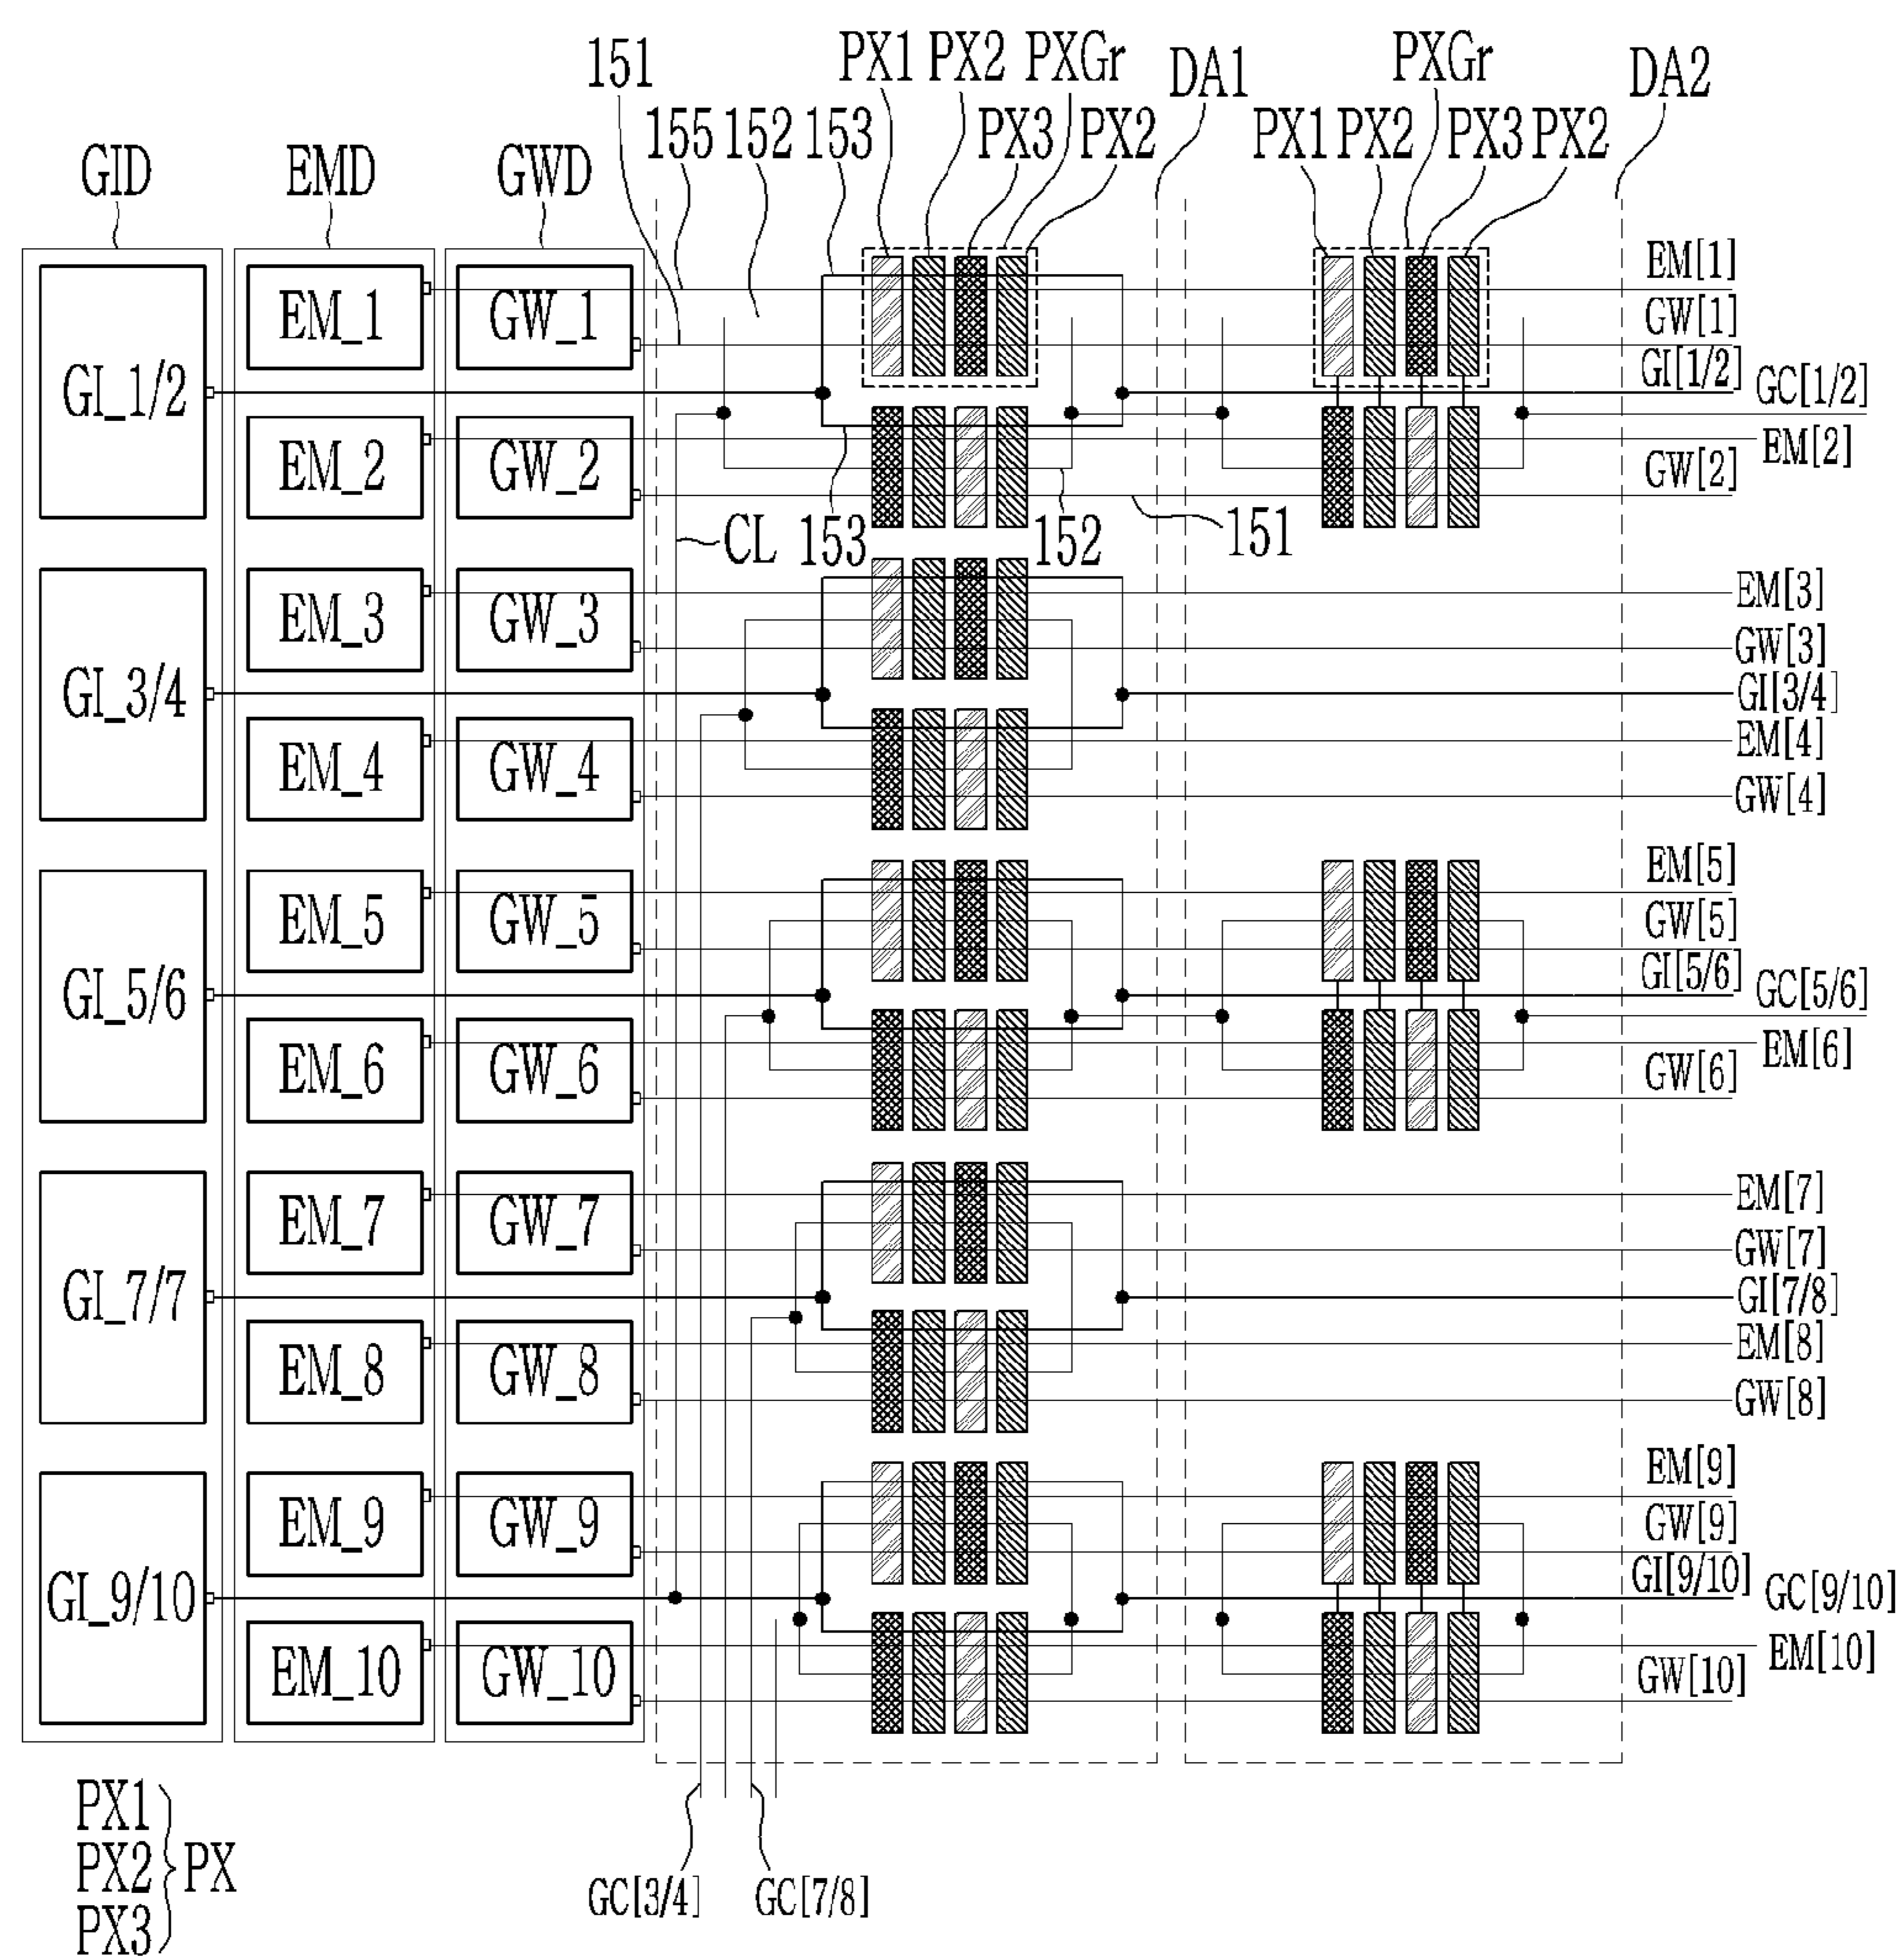 PX1 PX2 PXGr DA1 PXGr DA2
151
155 152 153 PX3 PX2 PX1 PX2 PX3 PX2
GID EMD GWD
EM_1 GW_1 EM[1]
GW[1]
GI_1/2 GI[1/2] GC[1/2]
EM_2 GW_2 EM[2]
GW[2]
CL 153 152 151
EM_3 GW_3 EM[3]
GW[3]
GI_3/4 GI[3/4]
EM_4 GW_4 EM[4]
GW[4]
EM_5 GW_5 EM[5]
GW[5]
GI_5/6 GI[5/6] GC[5/6]
EM_6 GW_6 EM[6]
GW[6]
EM_7 GW_7 EM[7]
GW[7]
GI_7/7 GI[7/8]
EM_8 GW_8 EM[8]
GW[8]
EM_9 GW_9 EM[9]
GW[9]
GI_9/10 GI[9/10] GC[9/10]
EM_10 GW_10 EM[10]
GW[10]
PX1
PX2 PX
PX3
GC[3/4] GC[7/8]